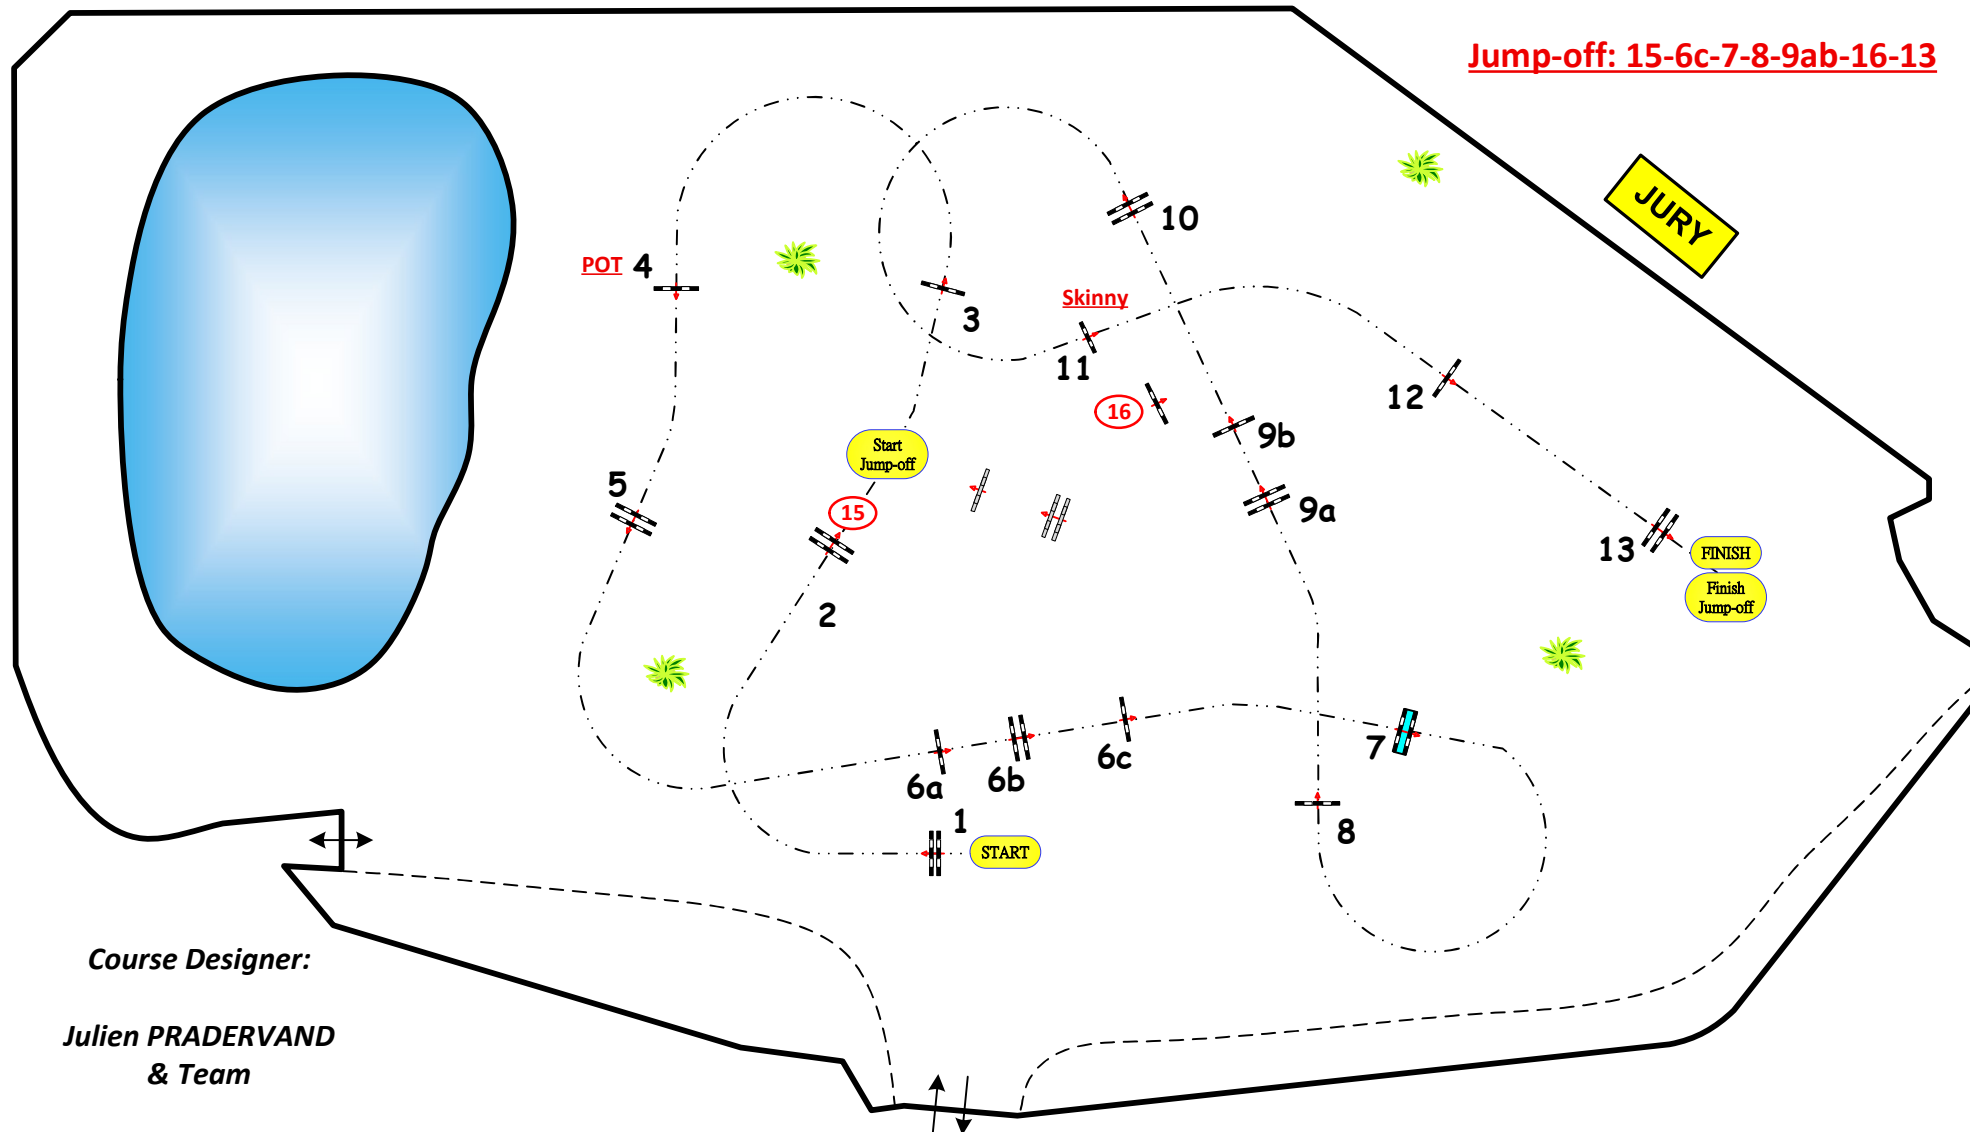 Jump-off: 15-6c-7-8-9ab-16-13
JURY
10
POT 4
Skinny
3
11
12
16
9b
Start
Jump-off
5
15
9a
13
FINISH
Finish
Jump-off
2
7
6c
6b
6a
1
8
START
Course Designer:
Julien PRADERVAND
& Team